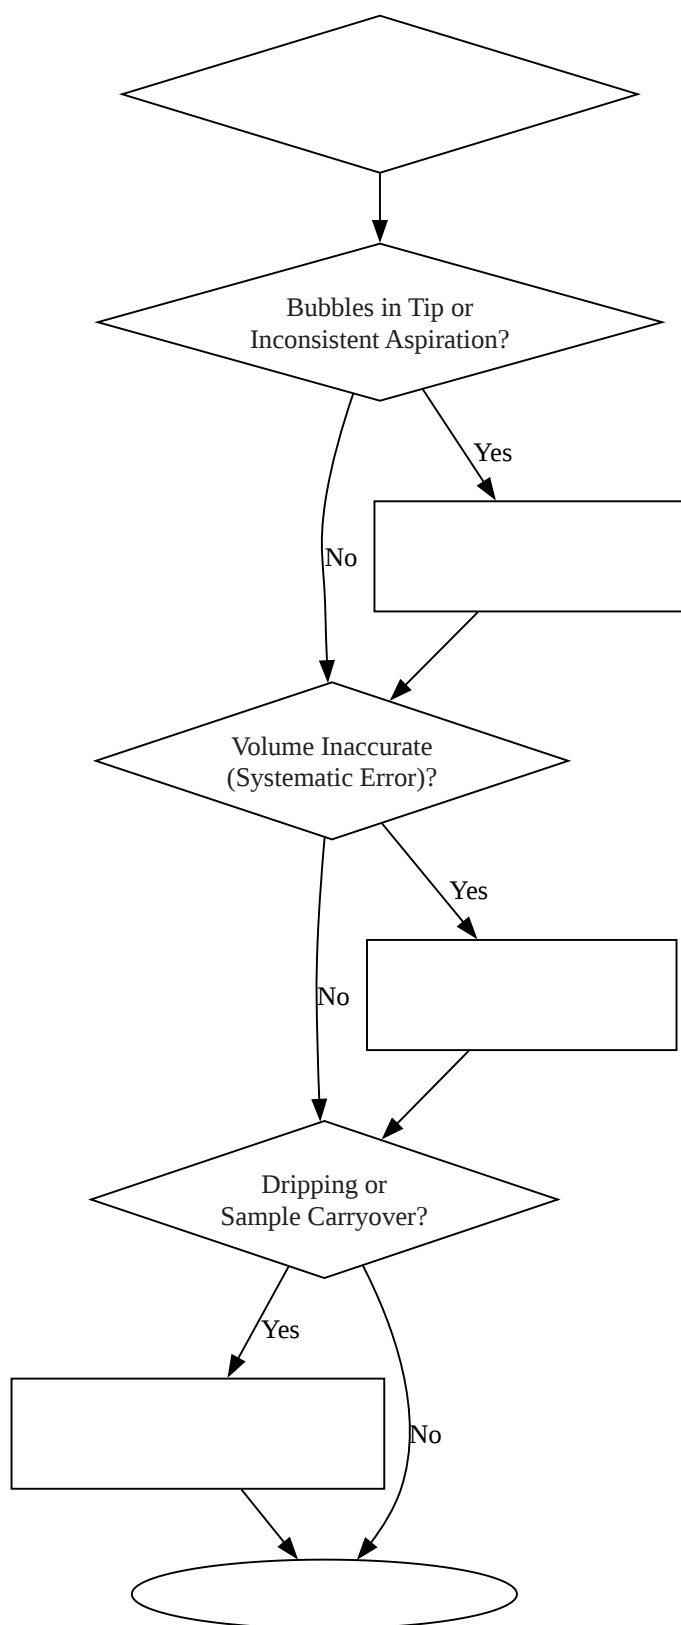 Bubbles in Tip or
Inconsistent Aspiration?
Yes
No
Volume Inaccurate
(Systematic Error)?
Yes
No
Dripping or
Sample Carryover?
Yes
No